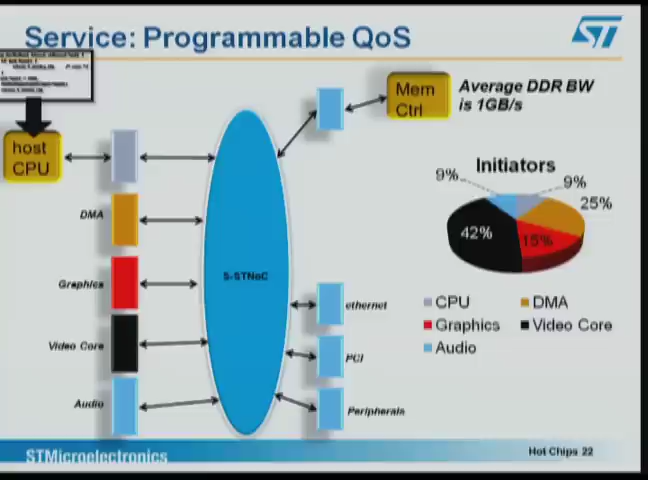 Service: Programmable QoS
ST
host
CPU
DMA
Graphics
Video Core
Audio
S-STNoC
Mem
Ctrl
Average DDR BW
is 1GB/s
ethernet
PCI
Peripherals
Initiators
9%
9%
25%
42%
15%
CPU
DMA
Graphics
Video Core
Audio
STMicroelectronics
Hot Chips 22